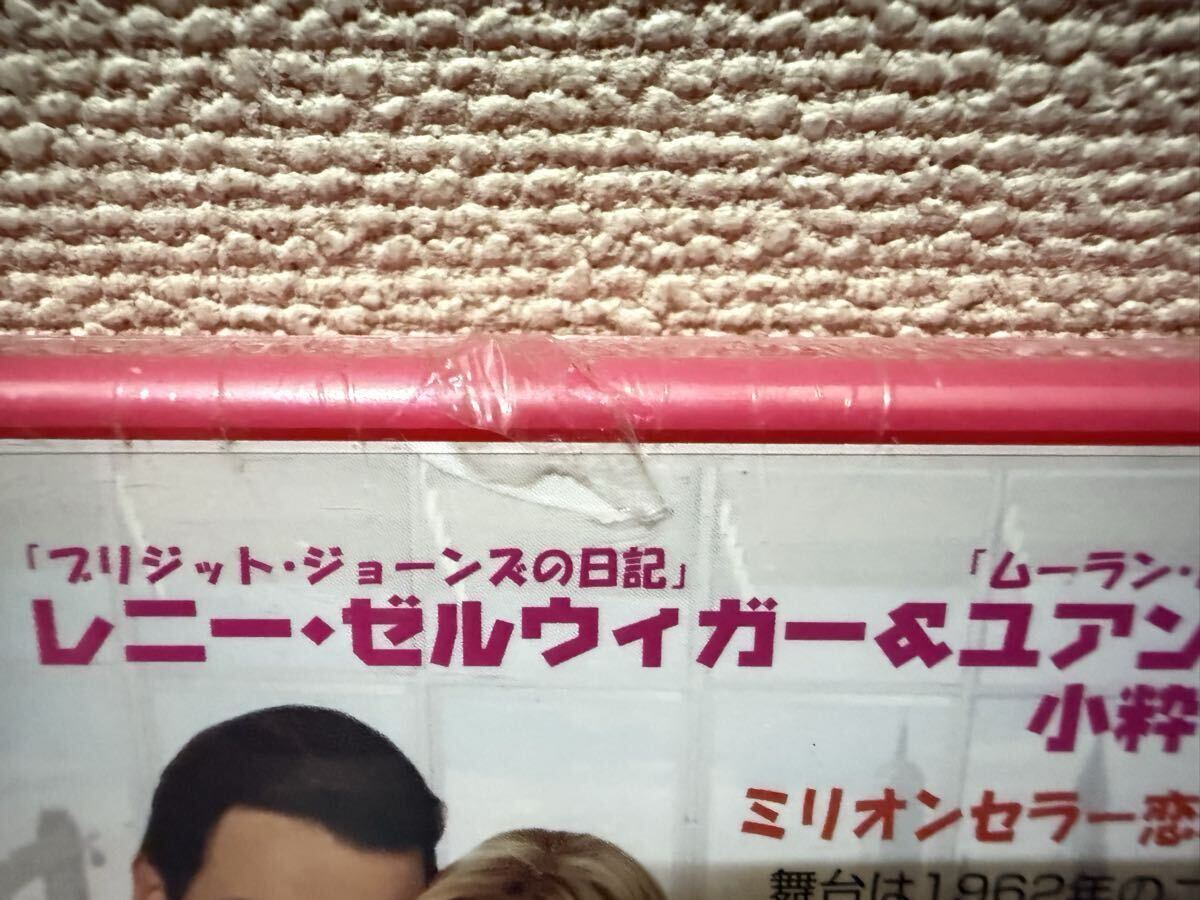 「ブリジット・ジョーンズの日記」
「ムーラン・
レニー・ゼルウィガー&ユアン
小粋
ミリオンセラー恋
舞台は1962年の